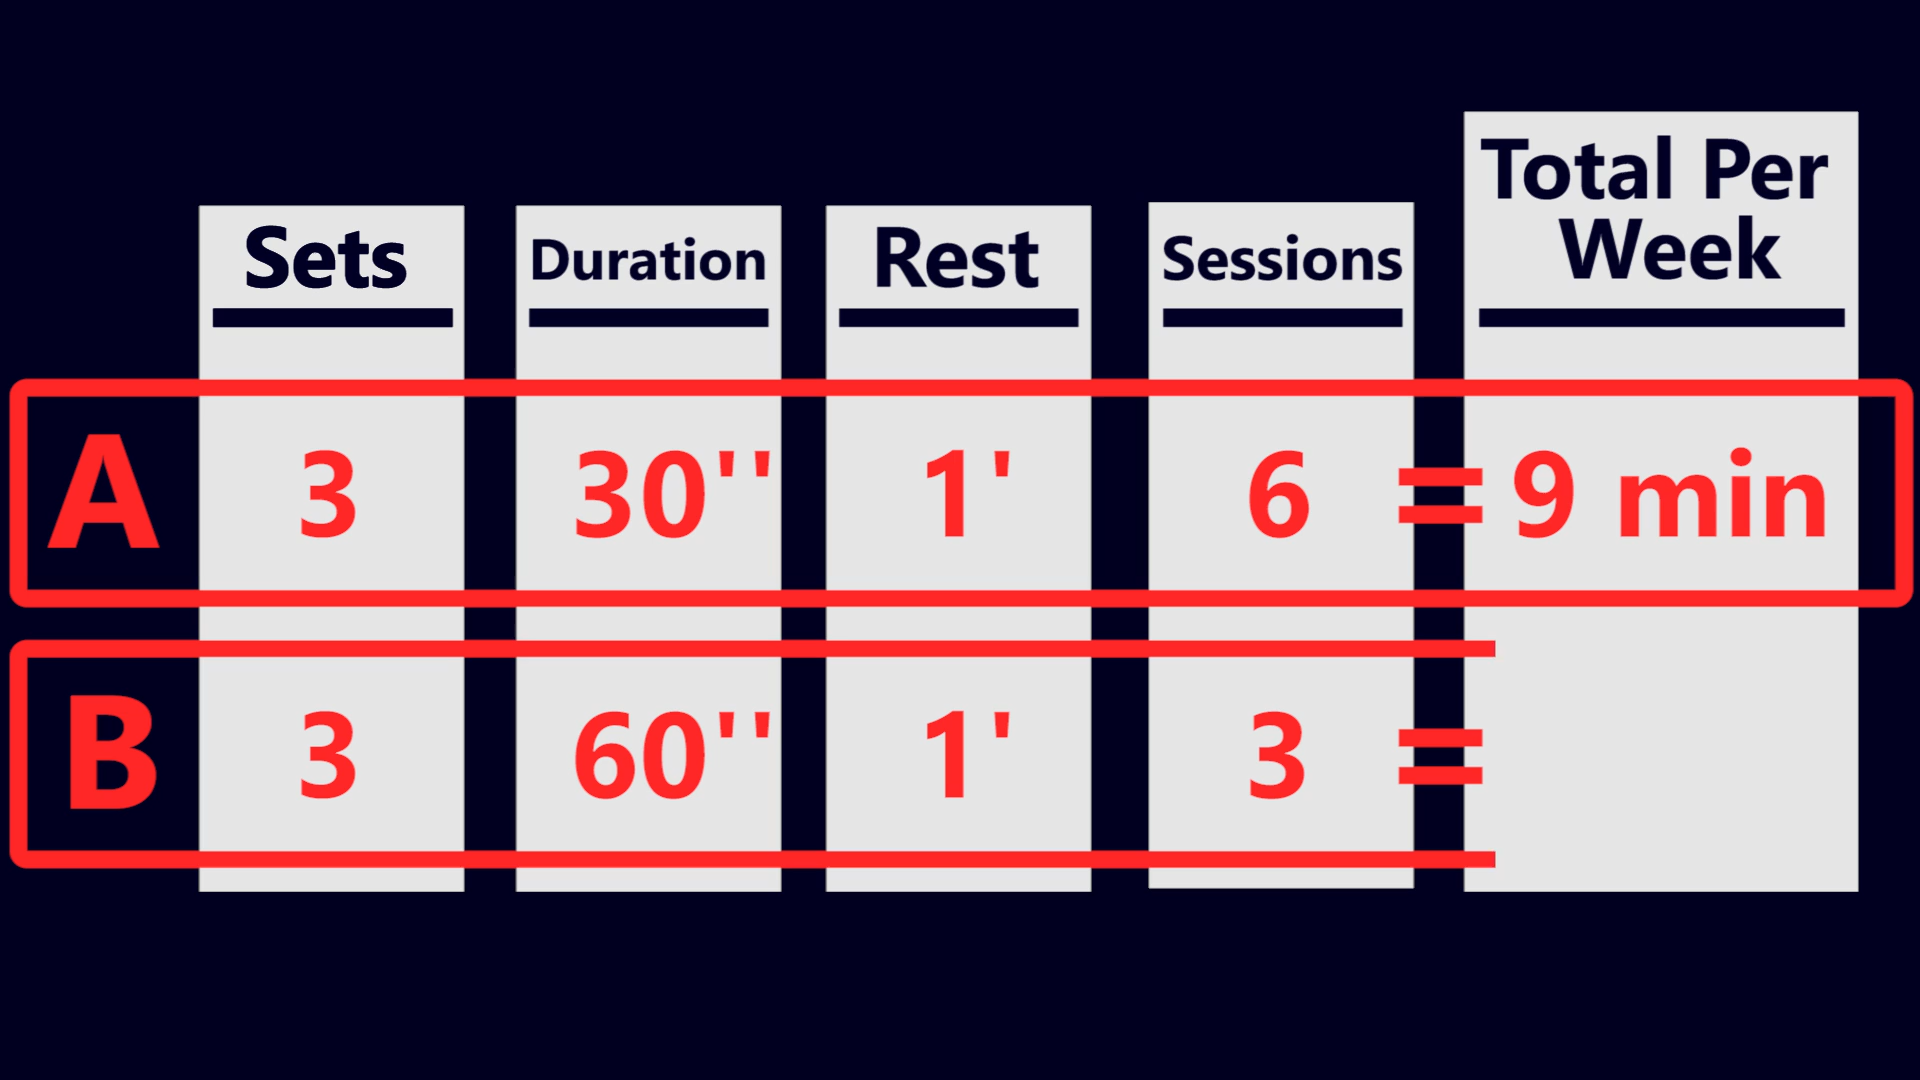 Sets Duration Rest Sessions Total Per
Week
A 3 30'' 1' 6 = 9 min
B 3 60'' 1' 3 =